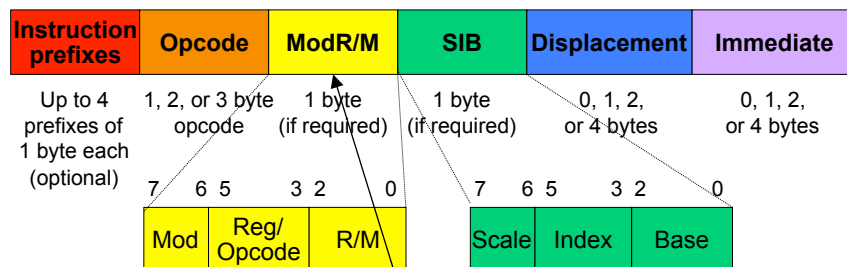 Instruction prefixes Opcode ModR/M SIB Displacement Immediate
Up to 4 prefixes of 1 byte each (optional)
1, 2, or 3 byte opcode
1 byte (if required)
1 byte (if required)
0, 1, 2, or 4 bytes
0, 1, 2, or 4 bytes
7 6 5 3 2 0
Mod Reg/Opcode R/M
7 6 5 3 2 0
Scale Index Base